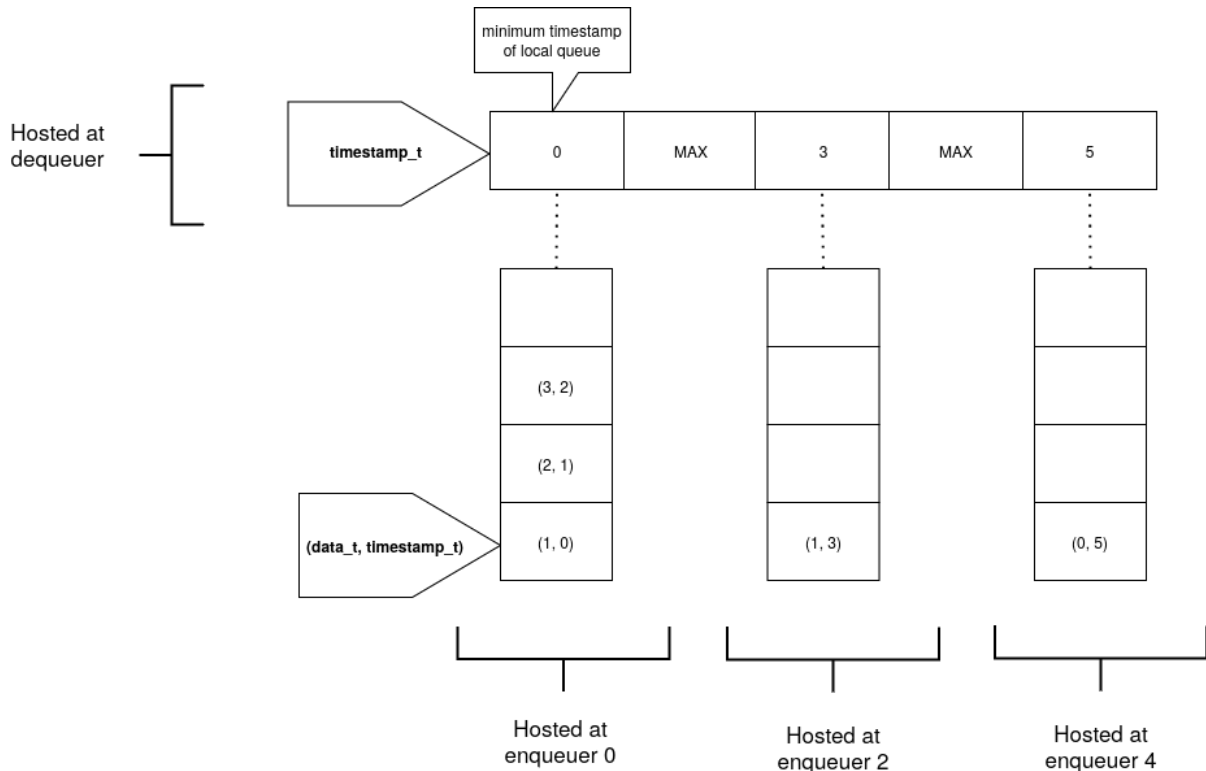 minimum timestamp
of local queue
Hosted at
dequeuer
timestamp_t
0
MAX
3
MAX
5
(3, 2)
(2, 1)
(data_t, timestamp_t)
(1, 0)
(1, 3)
(0, 5)
Hosted at
enqueuer 0
Hosted at
enqueuer 2
Hosted at
enqueuer 4